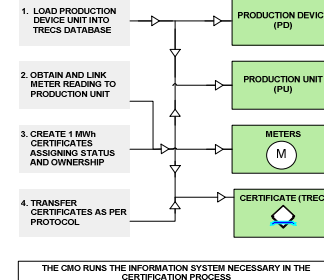 1. LOAD PRODUCTION
DEVICE UNIT INTO
TRECS DATABASE
PRODUCTION DEVIC
(PD)
2. OBTAIN AND LINK
METER READING TO
PRODUCTION UNIT
PRODUCTION UNIT
(PU)
3. CREATE 1 MWh
CERTIFICATES
ASSIGNING STATUS
AND OWNERSHIP
METERS
M
4. TRANSFER
CERTIFICATES AS PER
PROTOCOL
CERTIFICATE (TREC
THE CMO RUNS THE INFORMATION SYSTEM NECESSARY IN THE
CERTIFICATION PROCESS